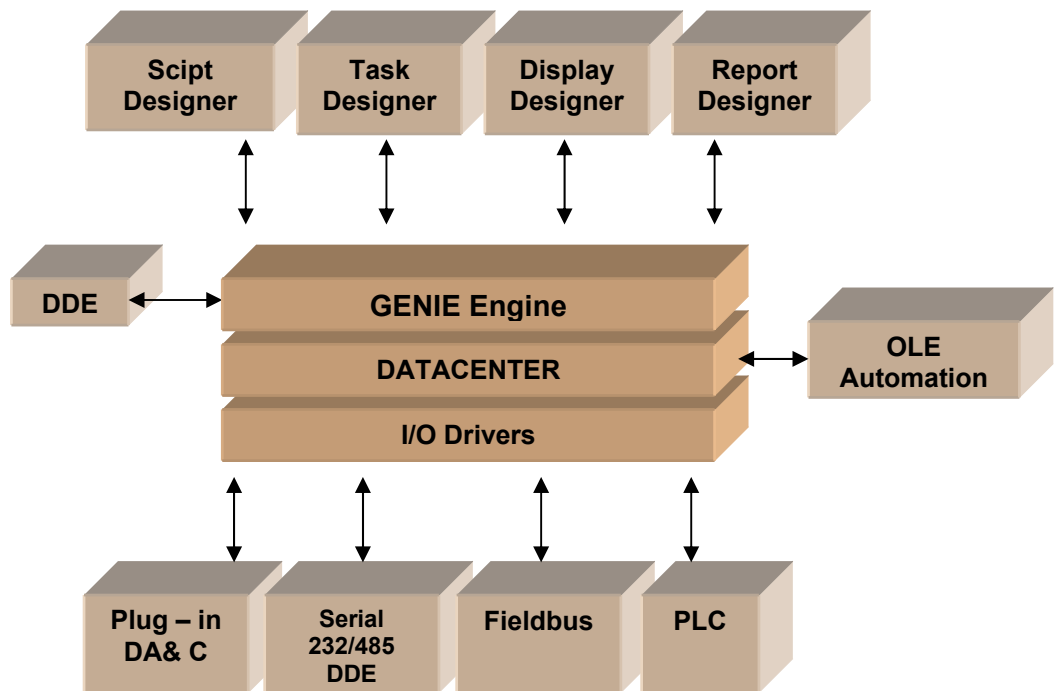 Scipt
Designer
Task
Designer
Display
Designer
Report
Designer
DDE
GENIE Engine
DATACENTER
I/O Drivers
OLE
Automation
Plug – in
DA& C
Serial
232/485
DDE
Fieldbus
PLC